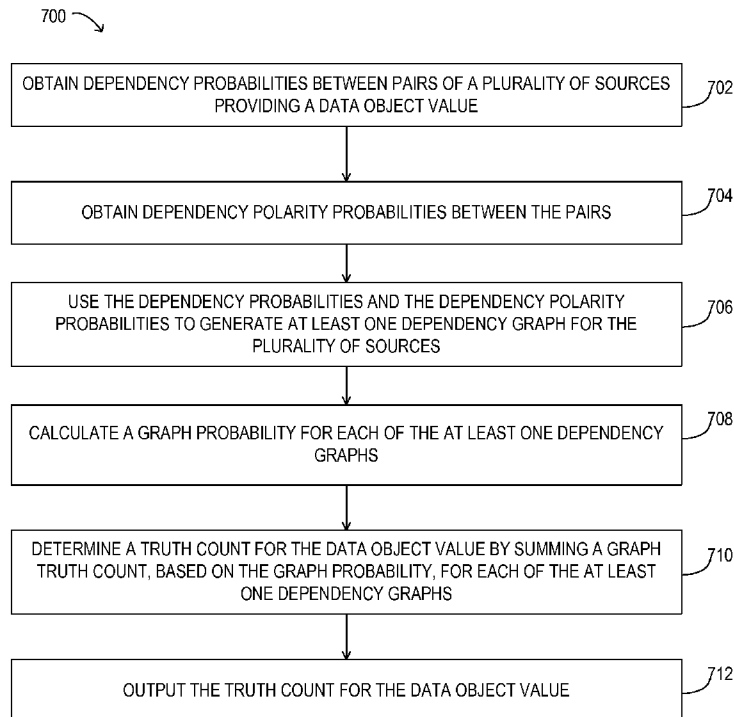 700
OBTAIN DEPENDENCY PROBABILITIES BETWEEN PAIRS OF A PLURALITY OF SOURCES
PROVIDING A DATA OBJECT VALUE
702
OBTAIN DEPENDENCY POLARITY PROBABILITIES BETWEEN THE PAIRS
704
USE THE DEPENDENCY PROBABILITIES AND THE DEPENDENCY POLARITY
PROBABILITIES TO GENERATE AT LEAST ONE DEPENDENCY GRAPH FOR THE
PLURALITY OF SOURCES
706
CALCULATE A GRAPH PROBABILITY FOR EACH OF THE AT LEAST ONE DEPENDENCY
GRAPHS
708
DETERMINE A TRUTH COUNT FOR THE DATA OBJECT VALUE BY SUMMING A GRAPH
TRUTH COUNT, BASED ON THE GRAPH PROBABILITY, FOR EACH OF THE AT LEAST
ONE DEPENDENCY GRAPHS
710
OUTPUT THE TRUTH COUNT FOR THE DATA OBJECT VALUE
712